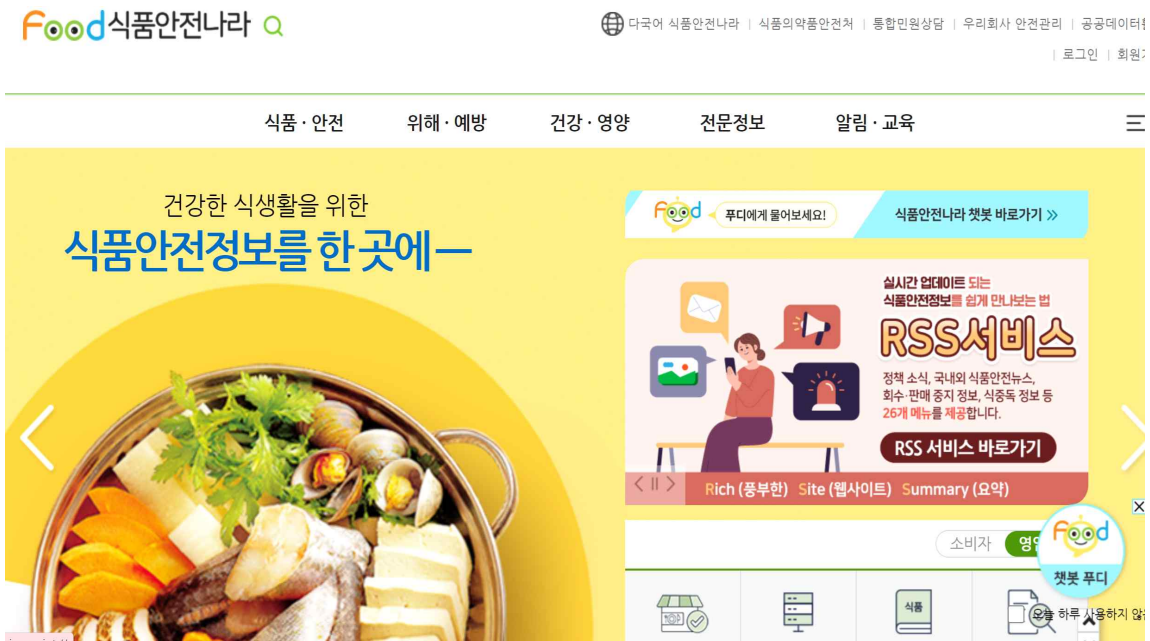 Food식품안전나라
다국어 식품안전나라 | 식품의약품안전처 | 통합민원상담 | 우리회사 안전관리 | 공공데이터
| 로그인 | 회원
식품·안전 위해·예방 건강·영양 전문정보 알림·교육
건강한 식생활을 위한
식품안전정보를 한 곳에
Food 푸디에게 물어보세요! 식품안전나라 챗봇 바로가기 »
실시간 업데이트 되는
식품안전정보를 쉽게 만나보는 법
RSS서비스
정책 소식, 국내외 식품안전뉴스,
회수·판매 중지 정보, 식중독 정보 등
26개 메뉴를 제공합니다.
RSS 서비스 바로가기
Rich (풍부한) Site (웹사이트) Summary (요약)
소비자
Food
챗봇 푸디
식품
오늘 하루 사용하지